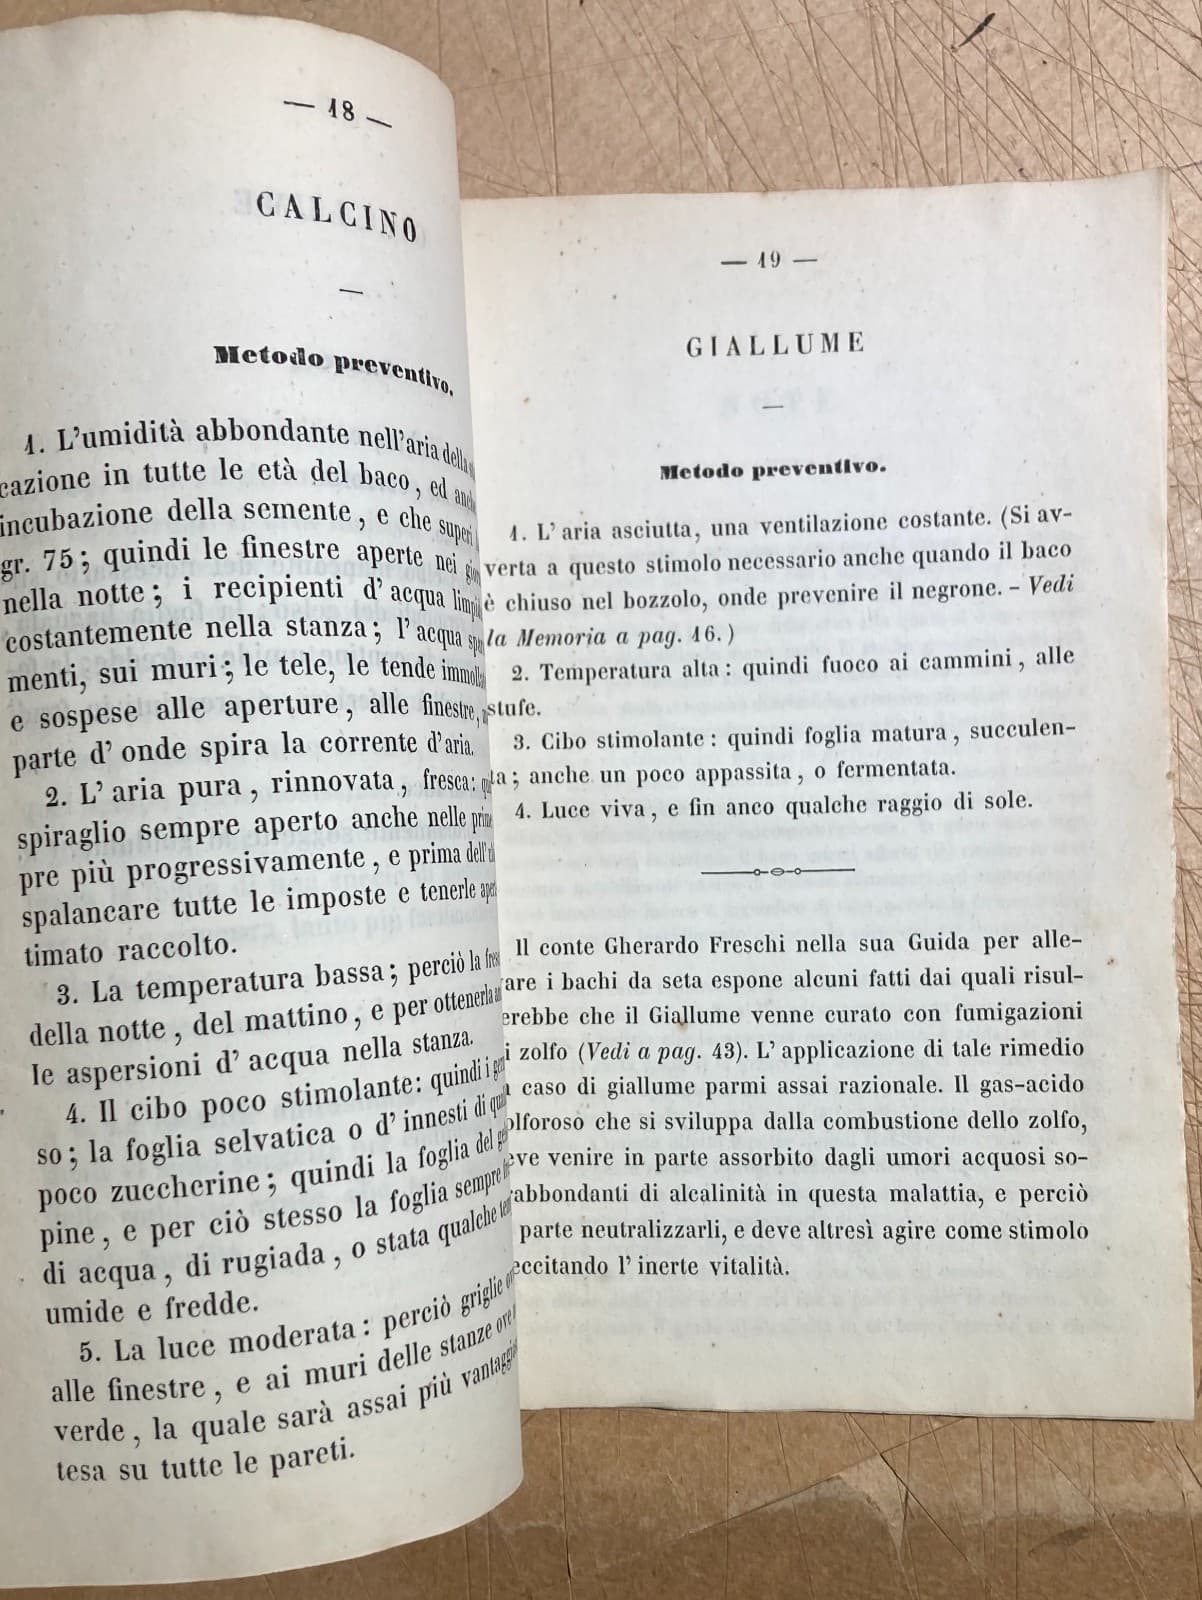 — 18 —
CALCINO
—
Metodo preventivo.
1. L'umidità abbondante nell'aria della
cazione in tutte le età del baco, ed
incubazione della semente, e che superi
gr. 75; quindi le finestre aperte nei
nella notte; i recipienti d'acqua
costantemente nella stanza; l'acqua
menti, sui muri; le tele, le tende
e sospese alle aperture, alle finestre,
parte d'onde spira la corrente d'aria.
2. L'aria pura, rinnovata, fresca:
spiraglio sempre aperto anche nelle
pre più progressivamente, e prima
spalancare tutte le imposte e tenerle
timato raccolto.
3. La temperatura bassa; perciò la
della notte, del mattino, e per ottenerla
le aspersioni d'acqua nella stanza.
4. Il cibo poco stimolante: quindi i
so; la foglia selvatica o d'innesti di
poco zuccherine; quindi la foglia del
pine, e per ciò stesso la foglia sempre
di acqua, di rugiada, o stata qualche
umide e fredde.
5. La luce moderata: perciò griglie
alle finestre, e ai muri delle stanze ove
verde, la quale sarà assai più
tesa su tutte le pareti.
— 19 —
GIALLUME
—
Metodo preventivo.
1. L'aria asciutta, una ventilazione costante. (Si av-
verta a questo stimolo necessario anche quando il baco
è chiuso nel bozzolo, onde prevenire il negrone. – Vedi
la Memoria a pag. 16.)
2. Temperatura alta: quindi fuoco ai cammini, alle
stufe.
3. Cibo stimolante: quindi foglia matura, succulen-
ta; anche un poco appassita, o fermentata.
4. Luce viva, e fin anco qualche raggio di sole.
Il conte Gherardo Freschi nella sua Guida per alle-
vare i bachi da seta espone alcuni fatti dai quali risul-
erebbe che il Giallume venne curato con fumigazioni
i zolfo (Vedi a pag. 43). L'applicazione di tale rimedio
caso di giallume parmi assai razionale. Il gas-acido
olforoso che si sviluppa dalla combustione dello zolfo,
eve venire in parte assorbito dagli umori acquosi so-
rabbondanti di alcalinità in questa malattia, e perciò
parte neutralizzarli, e deve altresì agire come stimolo
eccitando l'inerte vitalità.